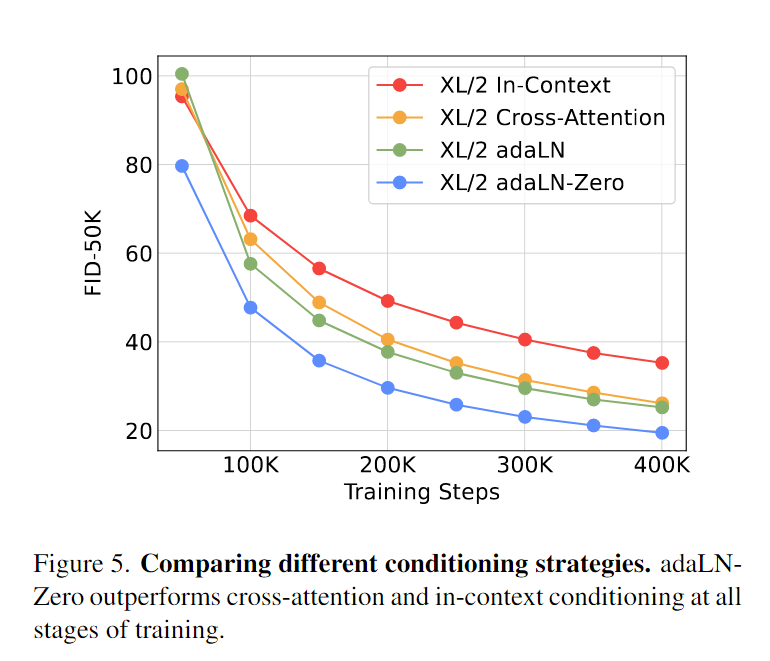 100
80
60
40
20
FID-50K
XL/2 In-Context
XL/2 Cross-Attention
XL/2 adaLN
XL/2 adaLN-Zero
100K
200K
300K
400K
Training Steps
Figure 5. Comparing different conditioning strategies. adaLN-
Zero outperforms cross-attention and in-context conditioning at all
stages of training.